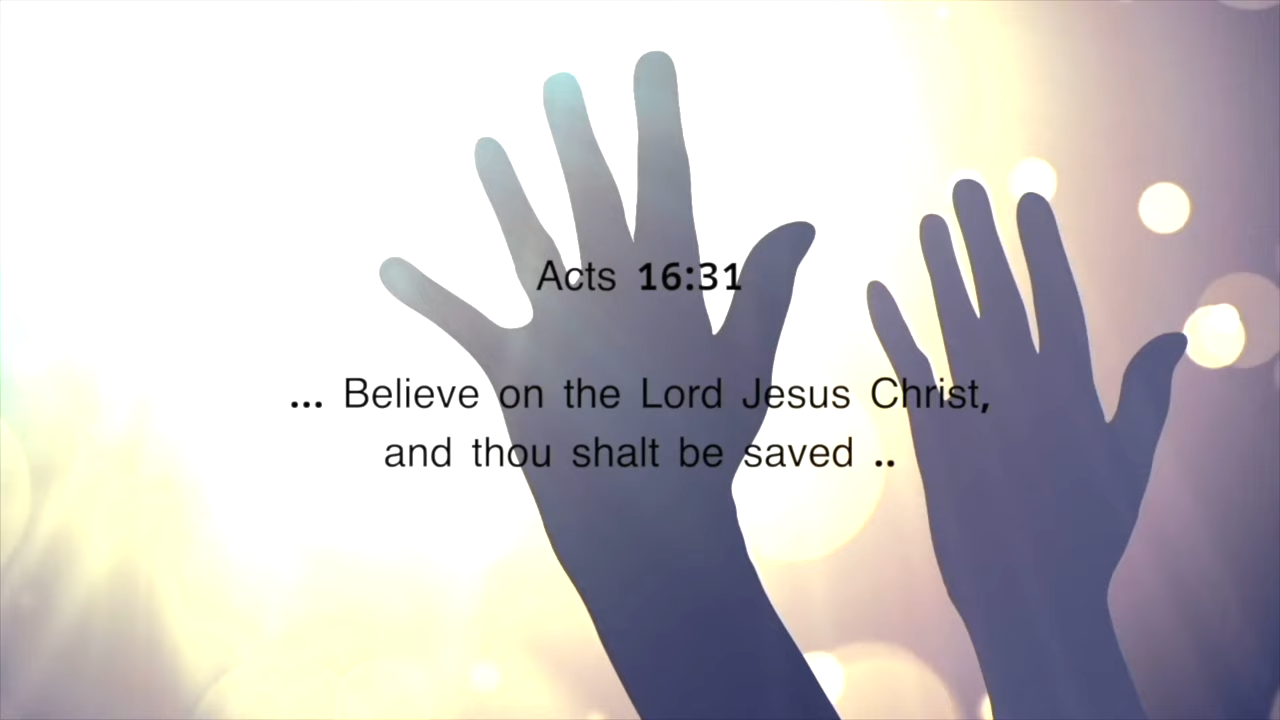 Acts 16:31
... Believe on the Lord Jesus Christ,
and thou shalt be saved ..